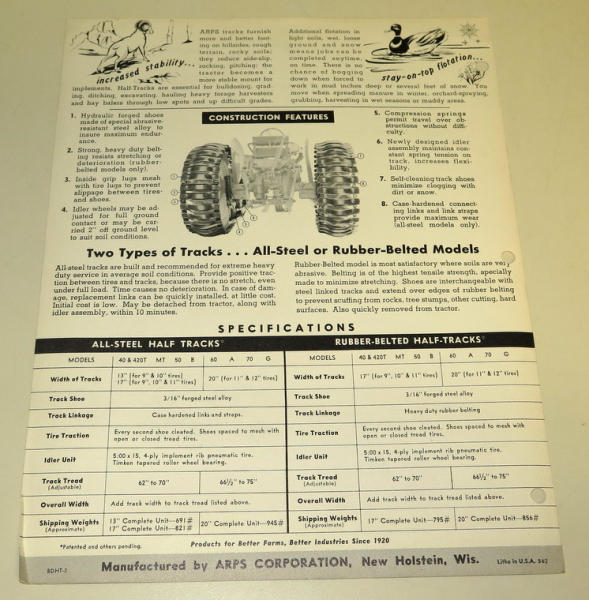 ARPS tracks furnish
more and better foot-
ing on hillsides, rough
terrain, rocky soils;
they reduce side-slip,
rocking, pitching; the
tractor becomes a
more stable mount for
implements. Half-Tracks are essential for bulldozing, grad-
ing, ditching, excavating, hauling heavy forage harvesters
and hay balers through low spots and up difficult grades.
increased stability...
Additional flotation in
light soils, wet, loose
ground and snow
means jobs can be
completed anytime,
on time. There is no
chance of bogging
down when forced to
work in mud inches deep or several feet of snow. You
move when spreading manure in winter, orchard-spraying,
grubbing, harvesting in wet seasons or muddy areas.
stay-on-top flotation...
CONSTRUCTION FEATURES
1. Hydraulic forged shoes
made of special abrasive-
resistant steel alloy to
insure maximum endur-
ance.
2. Strong, heavy duty belt-
ing resists stretching or
deterioration (rubber-
belted models only).
3. Inside grip lugs mesh
with tire lugs to prevent
slippage between tires
and shoes.
4. Idler wheels may be ad-
justed for full ground
contact or may be car-
ried 2" off ground level
to suit soil conditions.
5. Compression springs
permit travel over ob-
structions without diffi-
culty.
6. Newly designed idler
assembly maintains con-
stant spring tension on
track, increases flexi-
bility.
7. Self-cleaning track shoes
minimize clogging with
dirt or snow.
8. Case-hardened connect-
ing links and link straps
provide maximum wear
(all-steel models only).
Two Types of Tracks . . . All-Steel or Rubber-Belted Models
All-steel tracks are built and recommended for extreme heavy
duty service in average soil conditions. Provide positive trac-
tion between tires and tracks, because there is no stretch, even
under full load. Time causes no deterioration. In case of dam-
age, replacement links can be quickly installed, at little cost.
Initial cost is low. May be detached from tractor, along with
idler assembly, within 10 minutes.
Rubber-Belted model is most satisfactory where soils are very
abrasive. Belting is of the highest tensile strength, specially
made to minimize stretching. Shoes are interchangeable with
steel linked tracks and extend over edges of rubber belting
to prevent scuffing from rocks, tree stumps, other cutting, hard
surfaces. Also quickly removed from tractor.
SPECIFICATIONS
ALL-STEEL HALF TRACKS*
MODELS 40 & 420T MT 50 B 60 A 70 G
Width of Tracks 13" (for 9" & 10" tires) 17" (for 9", 10" & 11" tires) 20" (for 11" & 12" tires)
Track Shoe 3/16" forged steel alloy
Track Linkage Case hardened links and straps.
Tire Traction Every second shoe cleated. Shoes spaced to mesh with open or closed tread tires.
Idler Unit 5:00 x 15, 4-ply implement rib pneumatic tire. Timken tapered roller wheel bearing.
Track Tread (Adjustable) 62" to 70" 66½" to 75"
Overall Width Add track width to track tread listed above.
Shipping Weights (Approximate) 13" Complete Unit—691# 17" Complete Unit—821# 20" Complete Unit—945#
RUBBER-BELTED HALF-TRACKS*
MODELS 40 & 420T MT 50 B 60 A 70 G
Width of Tracks 17" (for 9", 10" & 11" tires) 20" (for 11" & 12" tires)
Track Shoe 3/16" forged steel alloy
Track Linkage Heavy duty rubber belting
Tire Traction Every second shoe cleated. Shoes spaced to mesh with open or closed tread tires.
Idler Unit 5:00 x 15, 4-ply implement rib pneumatic tire. Timken tapered roller wheel bearing.
Track Tread (Adjustable) 62" to 70" 66½" to 75"
Overall Width Add track width to track tread listed above.
Shipping Weights (Approximate) 17" Complete Unit—795# 20" Complete Unit—856#
*Patented and others pending.
Products for Better Farms, Better Industries Since 1920
BDHT-2 Manufactured by ARPS CORPORATION, New Holstein, Wis. Litho in U.S.A. 562